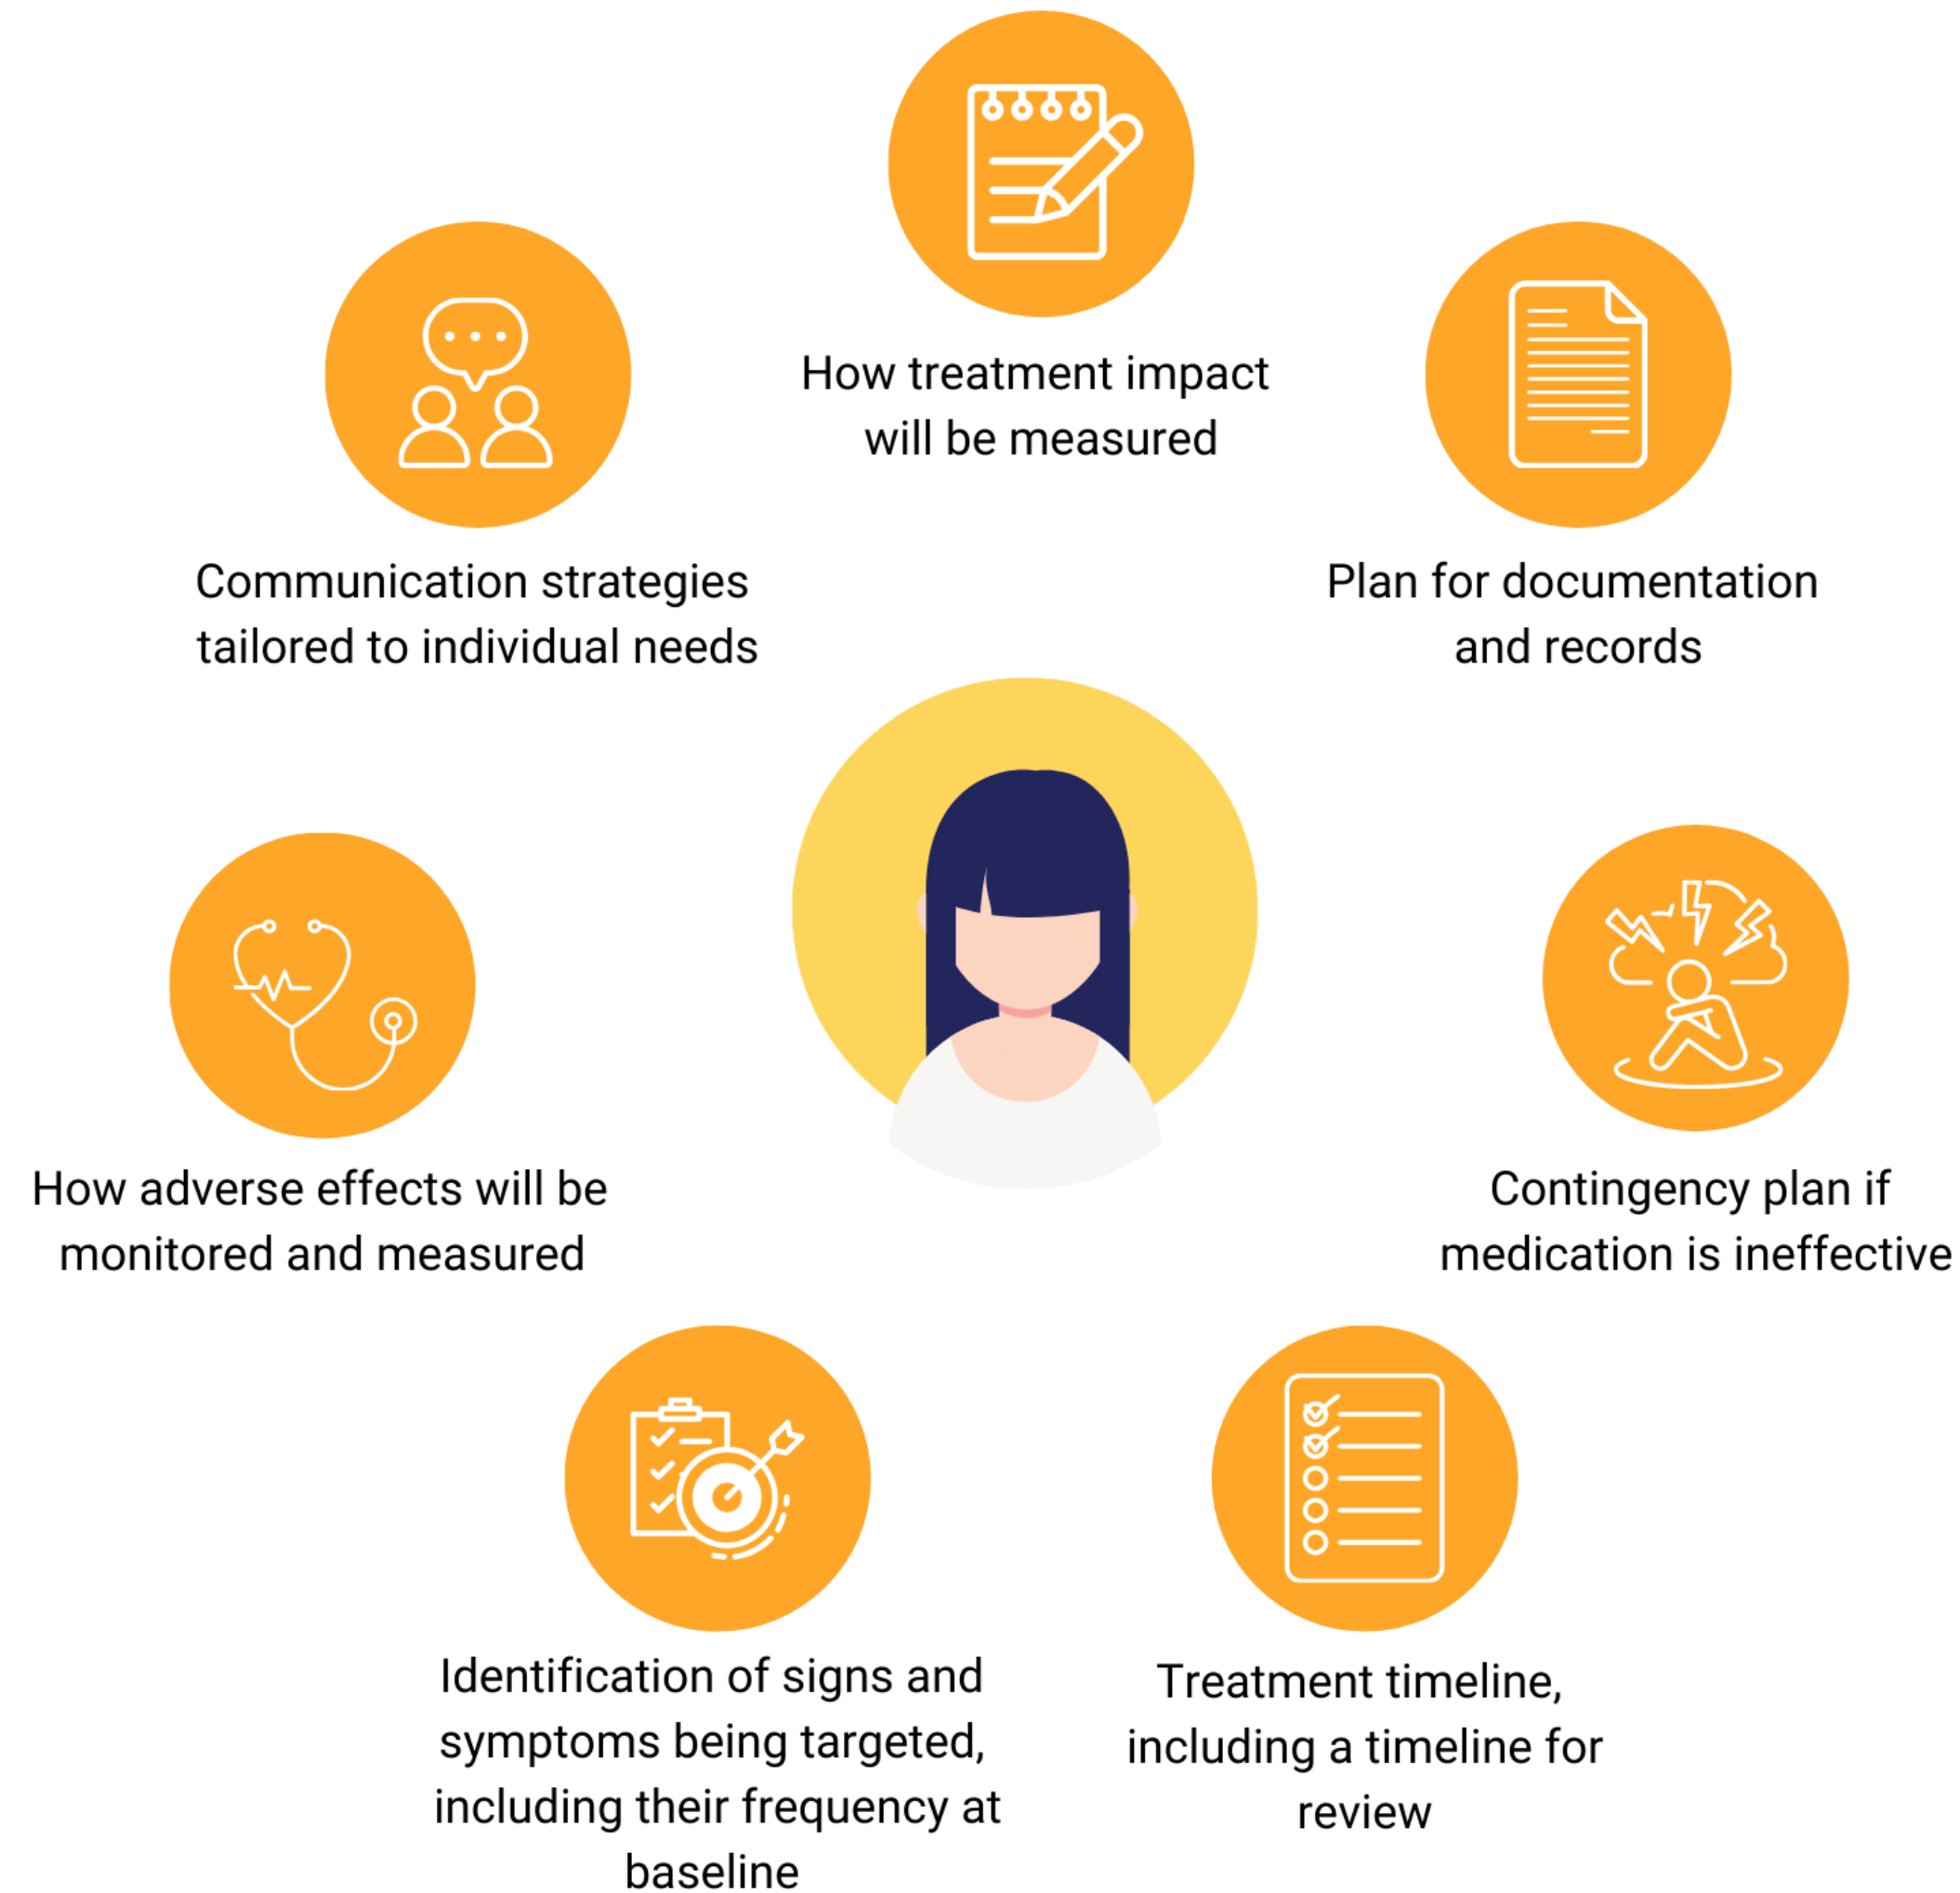 How treatment impact
will be measured
Communication strategies
tailored to individual needs
Plan for documentation
and records
How adverse effects will be
monitored and measured
Contingency plan if
medication is ineffective
Identification of signs and
symptoms being targeted,
including their frequency at
baseline
Treatment timeline,
including a timeline for
review